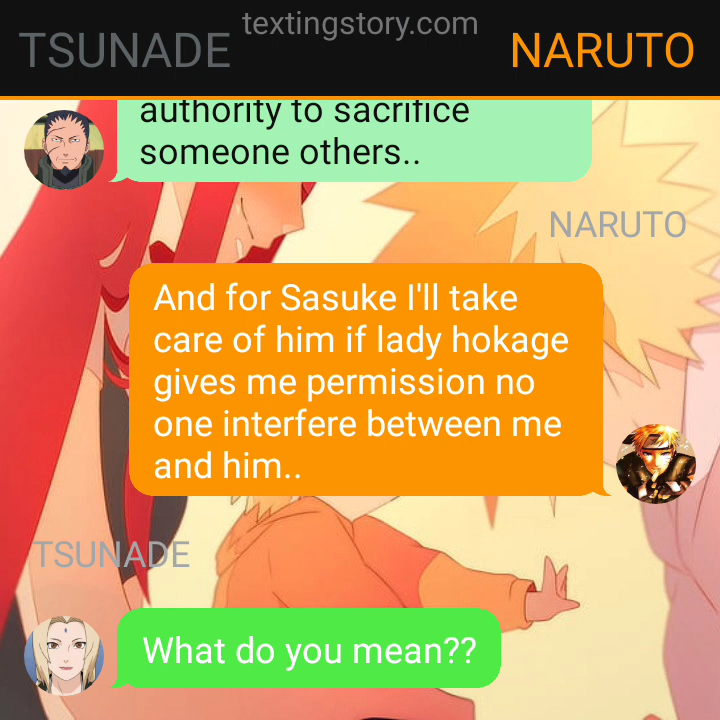 textingstory.com
TSUNADE
NARUTO
authority to sacrifice
someone others..
NARUTO
And for Sasuke I'll take
care of him if lady hokage
gives me permission no
one interfere between me
and him..
TSUNADE
What do you mean??